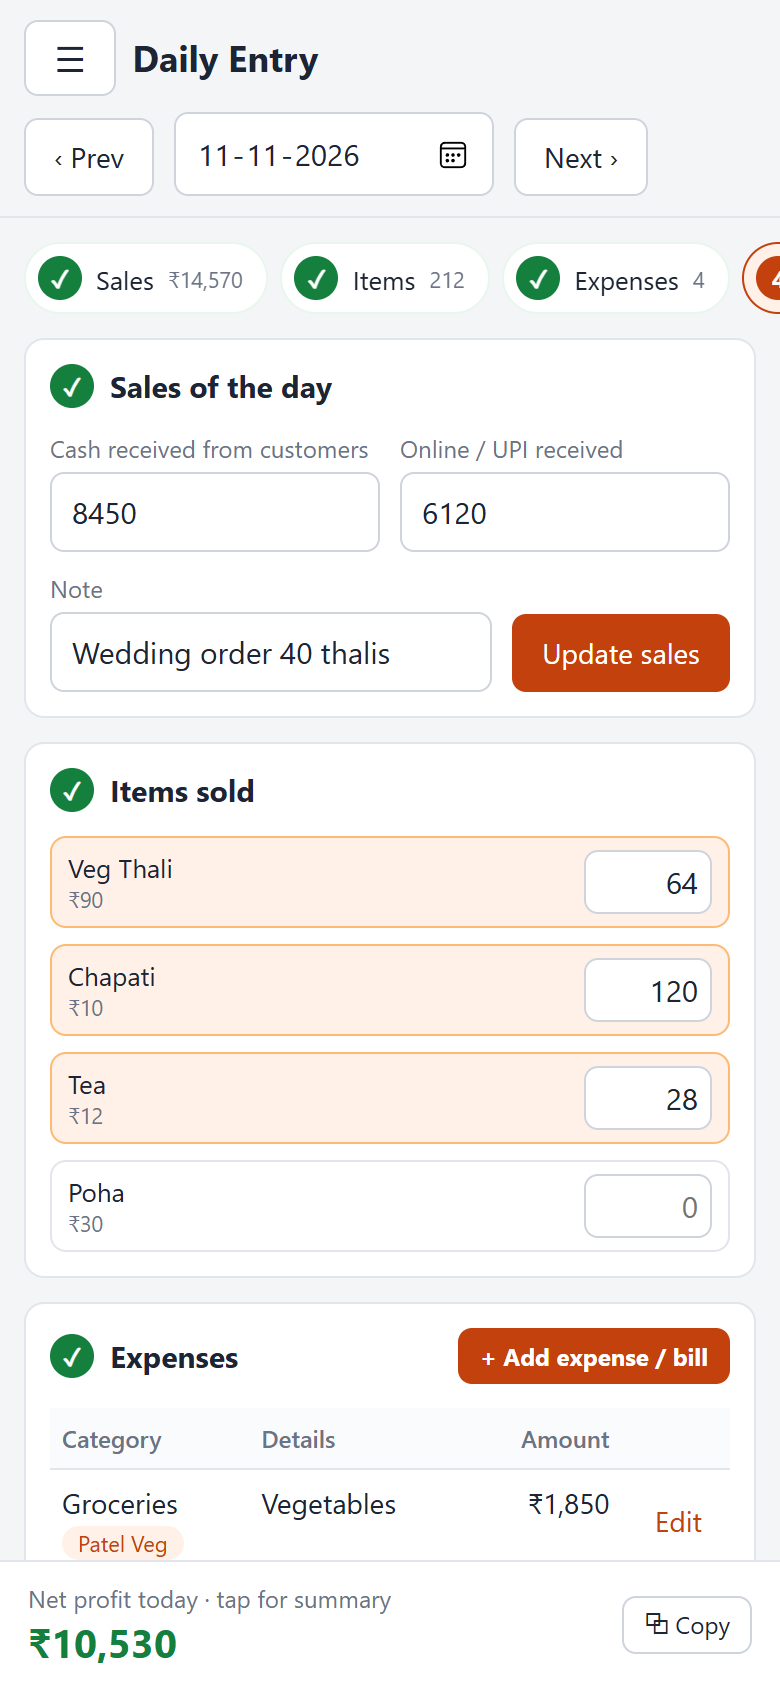 ☰ Daily Entry
‹ Prev
11-11-2026
Next ›
✓ Sales ₹14,570
✓ Items 212
✓ Expenses 4
✓ Sales of the day
Cash received from customers
Online / UPI received
8450
6120
Note
Wedding order 40 thalis
Update sales
✓ Items sold
Veg Thali
₹90
64
Chapati
₹10
120
Tea
₹12
28
Poha
₹30
0
✓ Expenses
+ Add expense / bill
Category Details Amount
Groceries Vegetables ₹1,850
Patel Veg
Edit
Net profit today · tap for summary
₹10,530
Copy